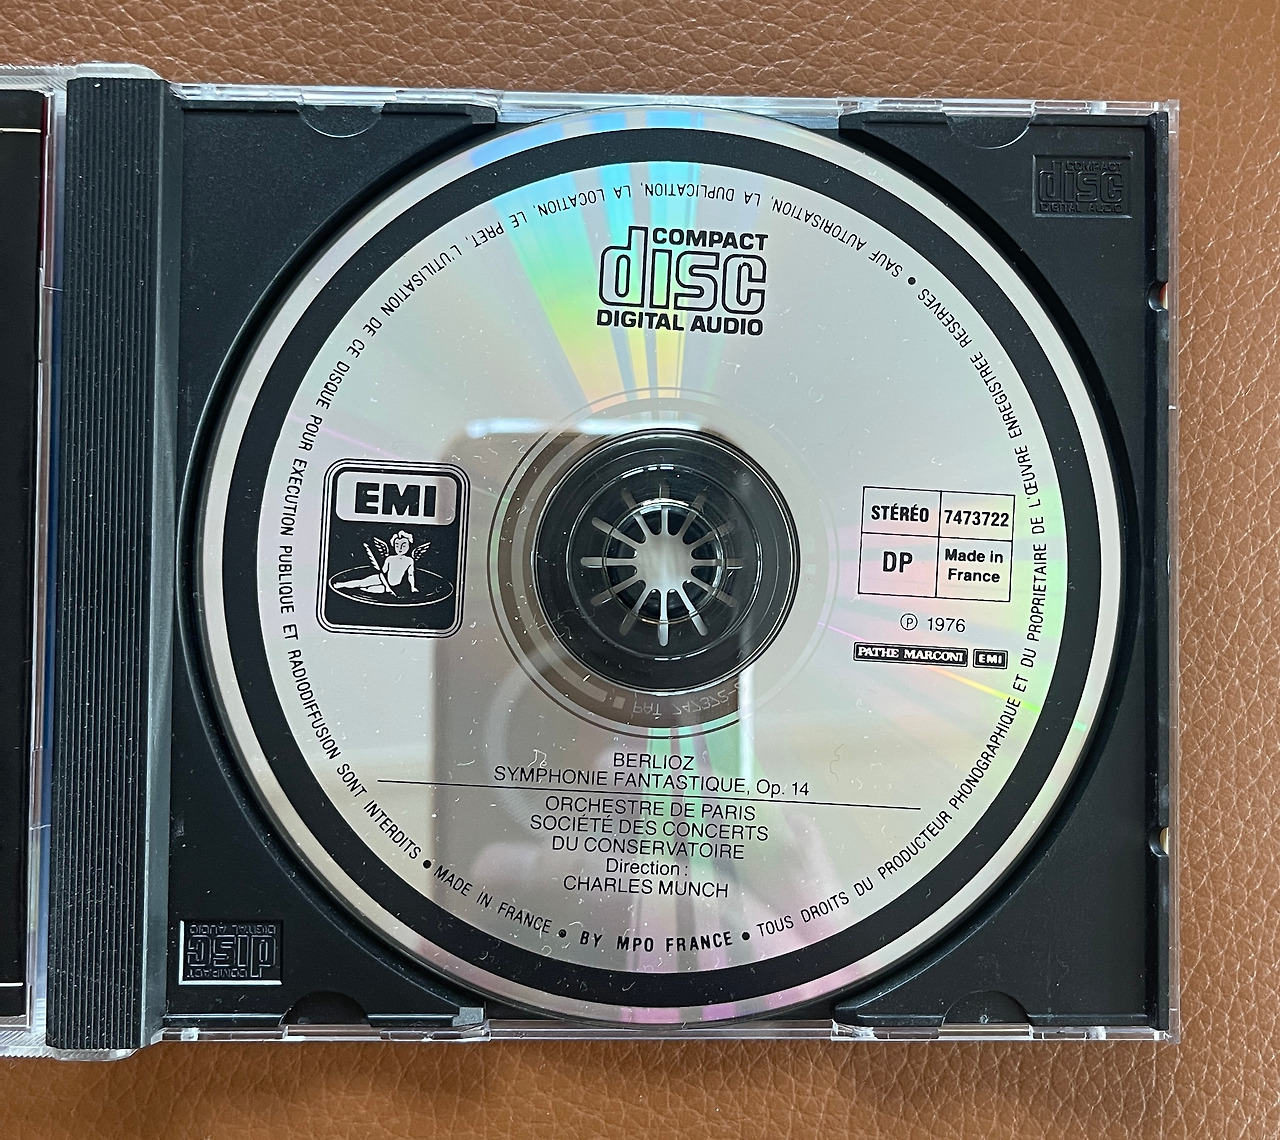 COMPACT
disc
DIGITAL AUDIO
COMPACT
disc
DIGITAL AUDIO
EMI
STÉRÉO
7473722
DP
Made in
France
Ⓟ 1976
PATHE MARCONI
EMI
BERLIOZ
SYMPHONIE FANTASTIQUE, Op. 14
ORCHESTRE DE PARIS
SOCIÉTÉ DES CONCERTS
DU CONSERVATOIRE
Direction :
CHARLES MUNCH
• MADE IN FRANCE • BY MPO FRANCE • TOUS DROITS DU PRODUCTEUR PHONOGRAPHIQUE ET DU PROPRIETAIRE DE L'ŒUVRE ENREGISTREE RESERVES • SAUF AUTORISATION, LA DUPLICATION, LA LOCATION, LE PRET, L'UTILISATION DE CE DISQUE POUR EXECUTION PUBLIQUE ET RADIODIFFUSION SONT INTERDITS
COMPACT
disc
DIGITAL AUDIO